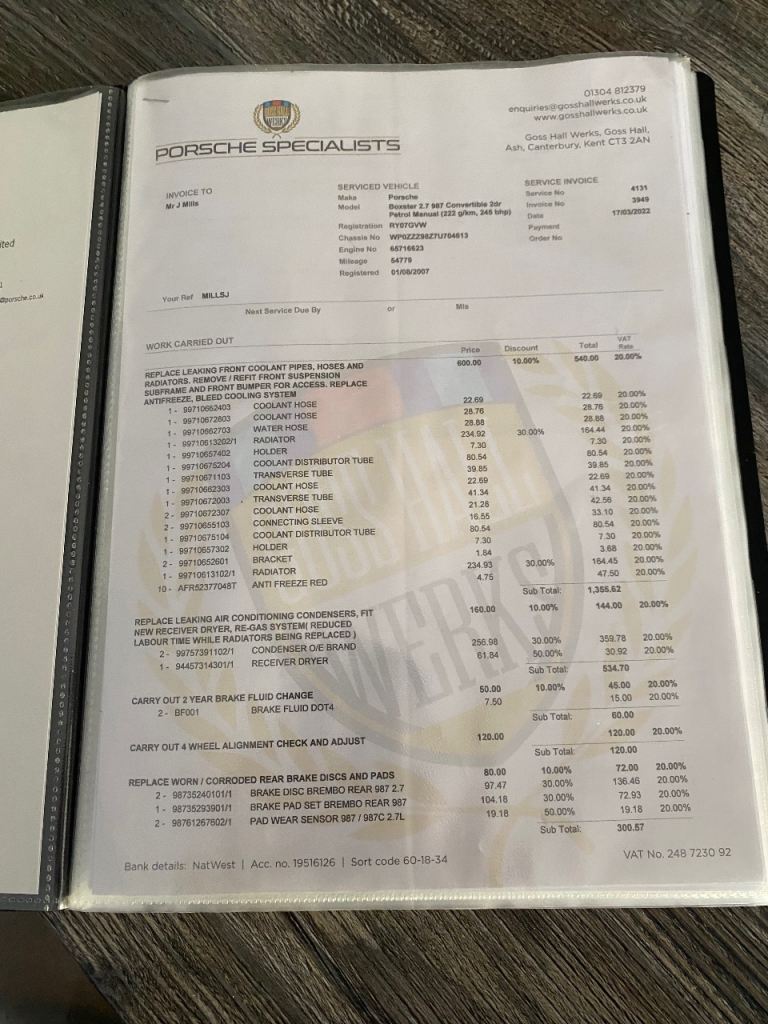 ited
1
@porsche.co.uk
WERKS
PORSCHE SPECIALISTS
01304 812379
enquiries@gosshallwerks.co.uk
www.gosshallwerks.co.uk
Goss Hall Werks, Goss Hall,
Ash, Canterbury, Kent CT3 2AN
INVOICE TO
Mr J Mills
SERVICED VEHICLE
Make Porsche
Model Boxster 2.7 987 Convertible 2dr
Petrol Manual (222 g/km, 245 bhp)
Registration RY07GVW
Chassis No WP0ZZZ98Z7U704613
Engine No 65716623
Mileage 54779
Registered 01/08/2007
SERVICE INVOICE
Service No 4131
Invoice No 3949
Date 17/03/2022
Payment
Order No
Your Ref MILLSJ
Next Service Due By or Mls
WORK CARRIED OUT Price Discount Total VAT Rate
REPLACE LEAKING FRONT COOLANT PIPES, HOSES AND 600.00 10.00% 540.00 20.00%
RADIATORS. REMOVE / REFIT FRONT SUSPENSION
SUBFRAME AND FRONT BUMPER FOR ACCESS. REPLACE
ANTIFREEZE, BLEED COOLING SYSTEM
1 - 99710662403 COOLANT HOSE 22.69 22.69 20.00%
1 - 99710672803 COOLANT HOSE 28.76 28.76 20.00%
1 - 99710662703 WATER HOSE 28.88 28.88 20.00%
1 - 99710613202/1 RADIATOR 234.92 30.00% 164.44 20.00%
1 - 99710657402 HOLDER 7.30 7.30 20.00%
1 - 99710675204 COOLANT DISTRIBUTOR TUBE 80.54 80.54 20.00%
1 - 99710671103 TRANSVERSE TUBE 39.85 39.85 20.00%
1 - 99710662303 COOLANT HOSE 22.69 22.69 20.00%
1 - 99710672003 TRANSVERSE TUBE 41.34 41.34 20.00%
2 - 99710672307 COOLANT HOSE 21.28 42.56 20.00%
2 - 99710655103 CONNECTING SLEEVE 16.55 33.10 20.00%
1 - 99710675104 COOLANT DISTRIBUTOR TUBE 80.54 80.54 20.00%
1 - 99710657302 HOLDER 7.30 7.30 20.00%
2 - 99710652601 BRACKET 1.84 3.68 20.00%
1 - 99710613102/1 RADIATOR 234.93 30.00% 164.45 20.00%
10 - AFR52377048T ANTI FREEZE RED 4.75 47.50 20.00%
Sub Total: 1,355.62
REPLACE LEAKING AIR CONDITIONING CONDENSERS, FIT 160.00 10.00% 144.00 20.00%
NEW RECEIVER DRYER, RE-GAS SYSTEM( REDUCED
LABOUR TIME WHILE RADIATORS BEING REPLACED )
2 - 99757391102/1 CONDENSER O/E BRAND 256.98 30.00% 359.78 20.00%
1 - 94457314301/1 RECEIVER DRYER 61.84 50.00% 30.92 20.00%
Sub Total: 534.70
CARRY OUT 2 YEAR BRAKE FLUID CHANGE 50.00 10.00% 45.00 20.00%
2 - BF001 BRAKE FLUID DOT4 7.50 15.00 20.00%
Sub Total: 60.00
CARRY OUT 4 WHEEL ALIGNMENT CHECK AND ADJUST 120.00 120.00 20.00%
Sub Total: 120.00
REPLACE WORN / CORRODED REAR BRAKE DISCS AND PADS 80.00 10.00% 72.00 20.00%
2 - 98735240101/1 BRAKE DISC BREMBO REAR 987 2.7 97.47 30.00% 136.46 20.00%
1 - 98735293901/1 BRAKE PAD SET BREMBO REAR 987 104.18 30.00% 72.93 20.00%
2 - 98761267602/1 PAD WEAR SENSOR 987 / 987C 2.7L 19.18 50.00% 19.18 20.00%
Sub Total: 300.57
Bank details: NatWest | Acc. no. 19516126 | Sort code 60-18-34
VAT No. 248 7230 92